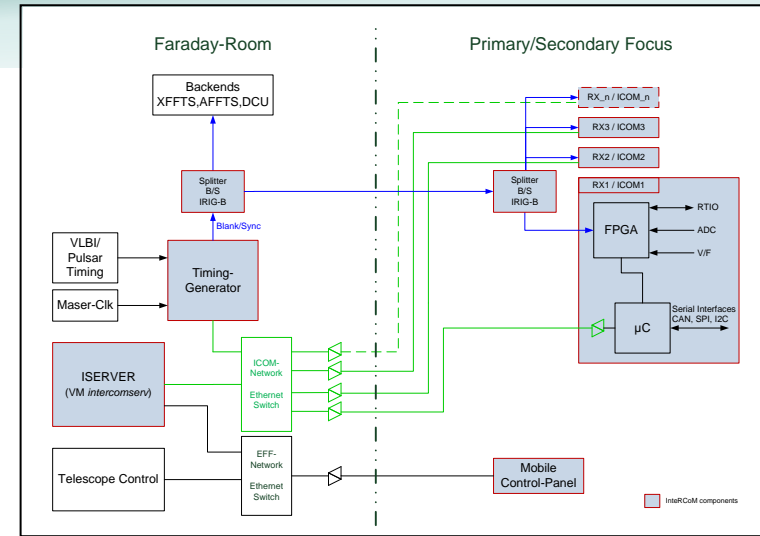 Faraday-Room
Primary/Secondary Focus
Backends
XFFTS,AFFTS,DCU
RX_n / ICOM_n
RX3 / ICOM3
RX2 / ICOM2
Splitter
B/S
IRIG-B
Splitter
B/S
IRIG-B
RX1 / ICOM1
Blank/Sync
FPGA
RTIO
ADC
V/F
VLBI/
Pulsar
Timing
Timing-
Generator
Maser-Clk
µC
Serial Interfaces
CAN, SPI, I2C
ICOM-
Network
Ethernet
Switch
ISERVER
(VM intercomserv)
EFF-
Network
Ethernet
Switch
Telescope Control
Mobile
Control-Panel
InteRCoM components